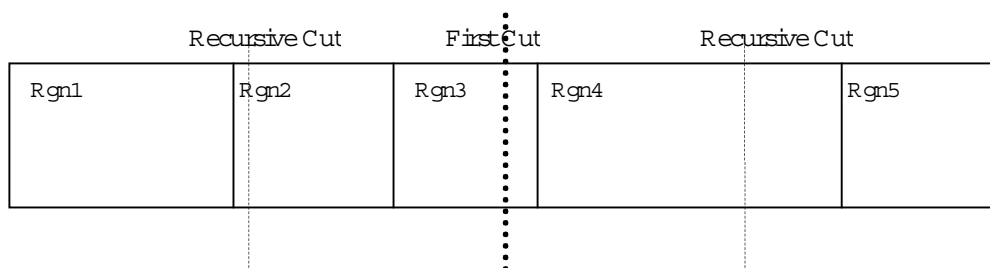 Recursive Cut First Cut Recursive Cut
Rgn1 Rgn2 Rgn3 Rgn4 Rgn5